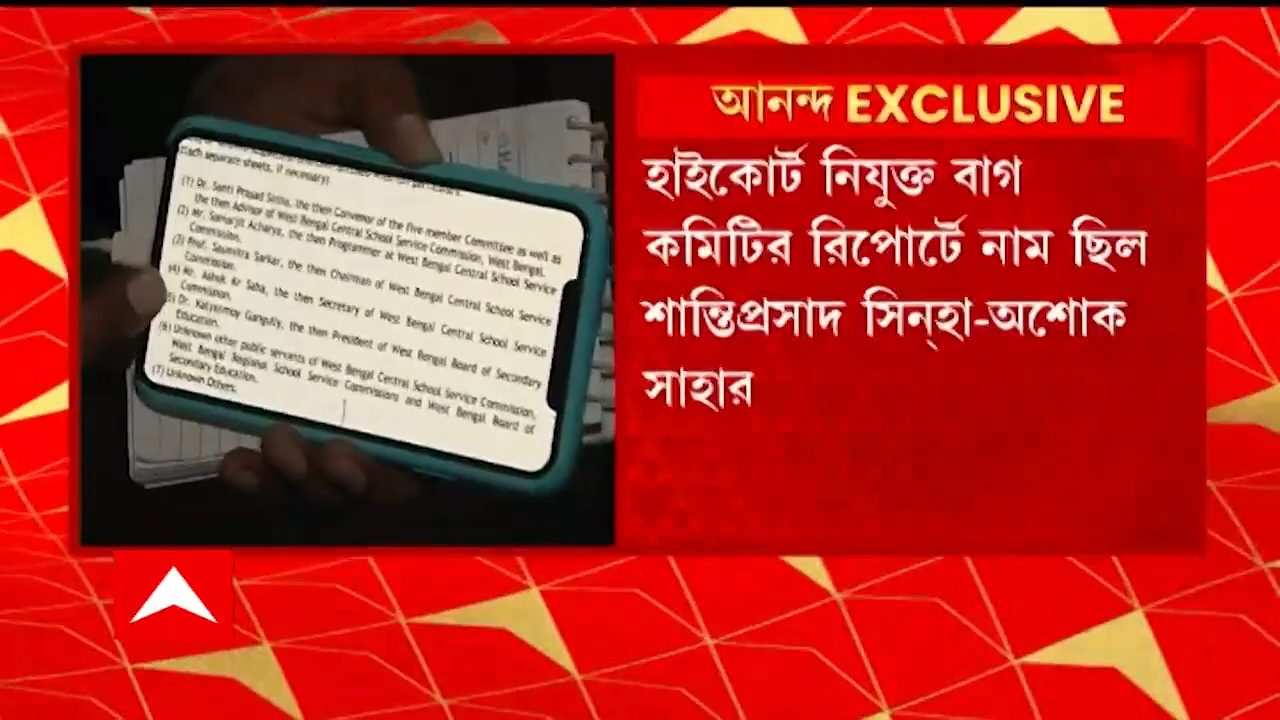 আনন্দ EXCLUSIVE
হাইকোর্ট নিযুক্ত বাগ
কমিটির রিপোর্টে নাম ছিল
শান্তিপ্রসাদ সিন্‌হা-অশোক
সাহার
ttach separate sheets, if necessary)
(1) Dr. Santi Prasad Sinha, the then Convenor of the Five member Committee as well as
the then Advisor of West Bengal Central School Service Commission, West Bengal.
(2) Mr. Samarjit Acharya, the then Programmer at West Bengal Central School Service
Commission.
(3) Prof. Soumitra Sarkar, the then Chairman of West Bengal Central School Service
Commission.
(4) Mr. Ashok Kr Saha, the then Secretary of West Bengal Central School Service
Commission.
5) Dr. Kalyanmoy Ganguly, the then President of West Bengal Board of Secondary
Education.
(6) Unknown other public servants of West Bengal Central School Service Commission,
West Bengal Regional School Service Commissions and West Bengal Board of
Secondary Education.
(7) Unknown Others.